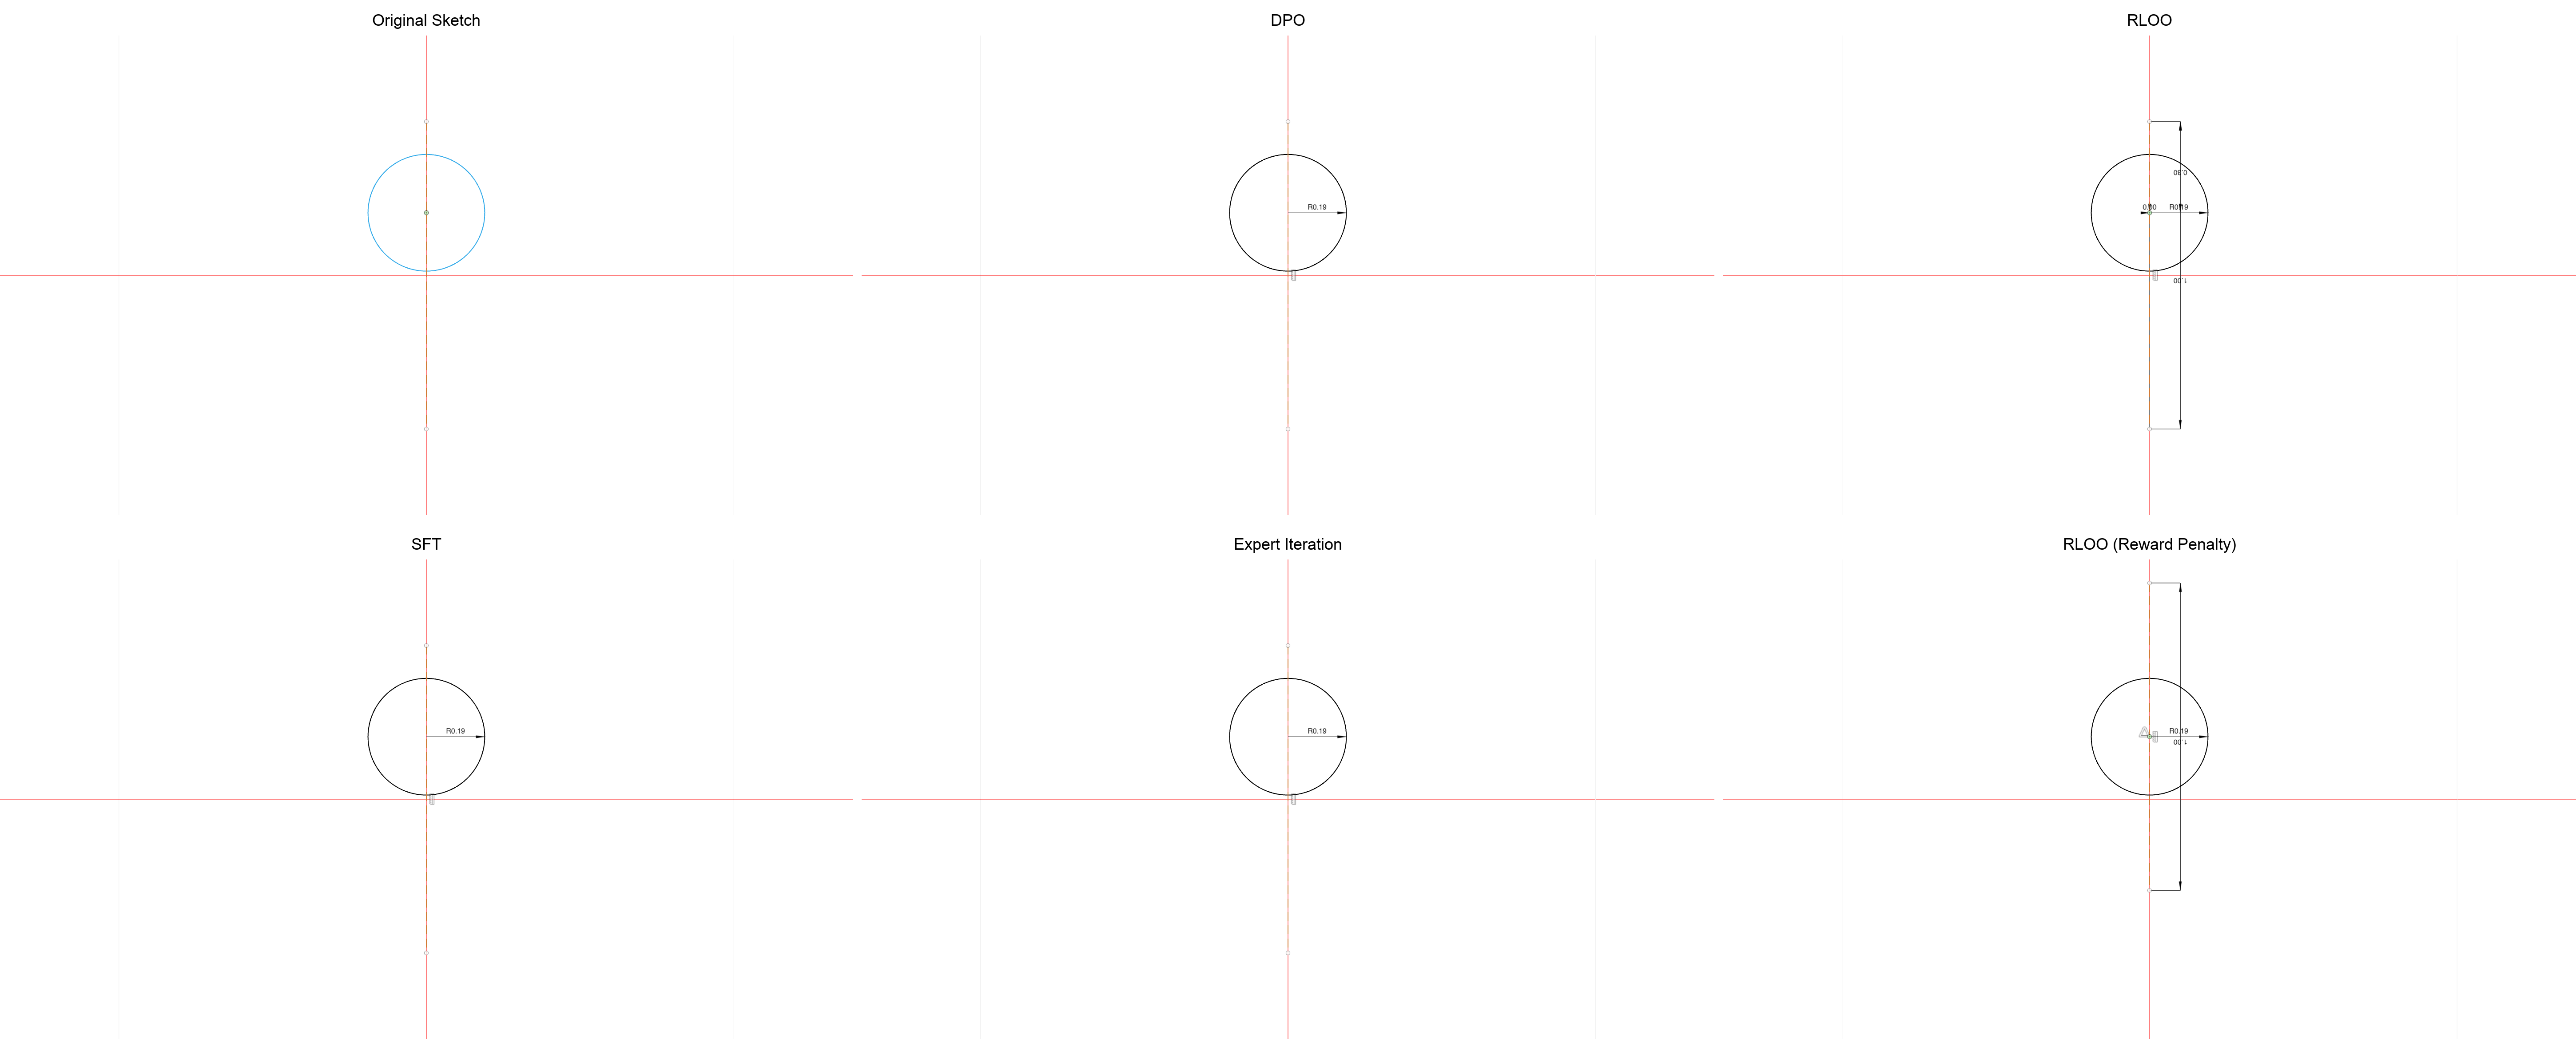 Original Sketch
DPO
R0.19
RLOO
0.30
0.00
R0.19
1.00
SFT
R0.19
Expert Iteration
R0.19
RLOO (Reward Penalty)
R0.19
1.00